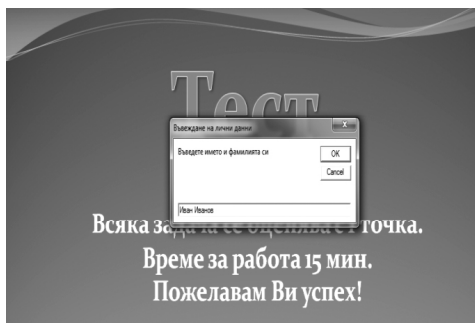 Тест
Въвеждане на лични данни
Въведете името и фамилията си
OK
Cancel
Иван Иванов
Всяка задача се оценява с 1 точка.
Време за работа 15 мин.
Пожелавам Ви успех!